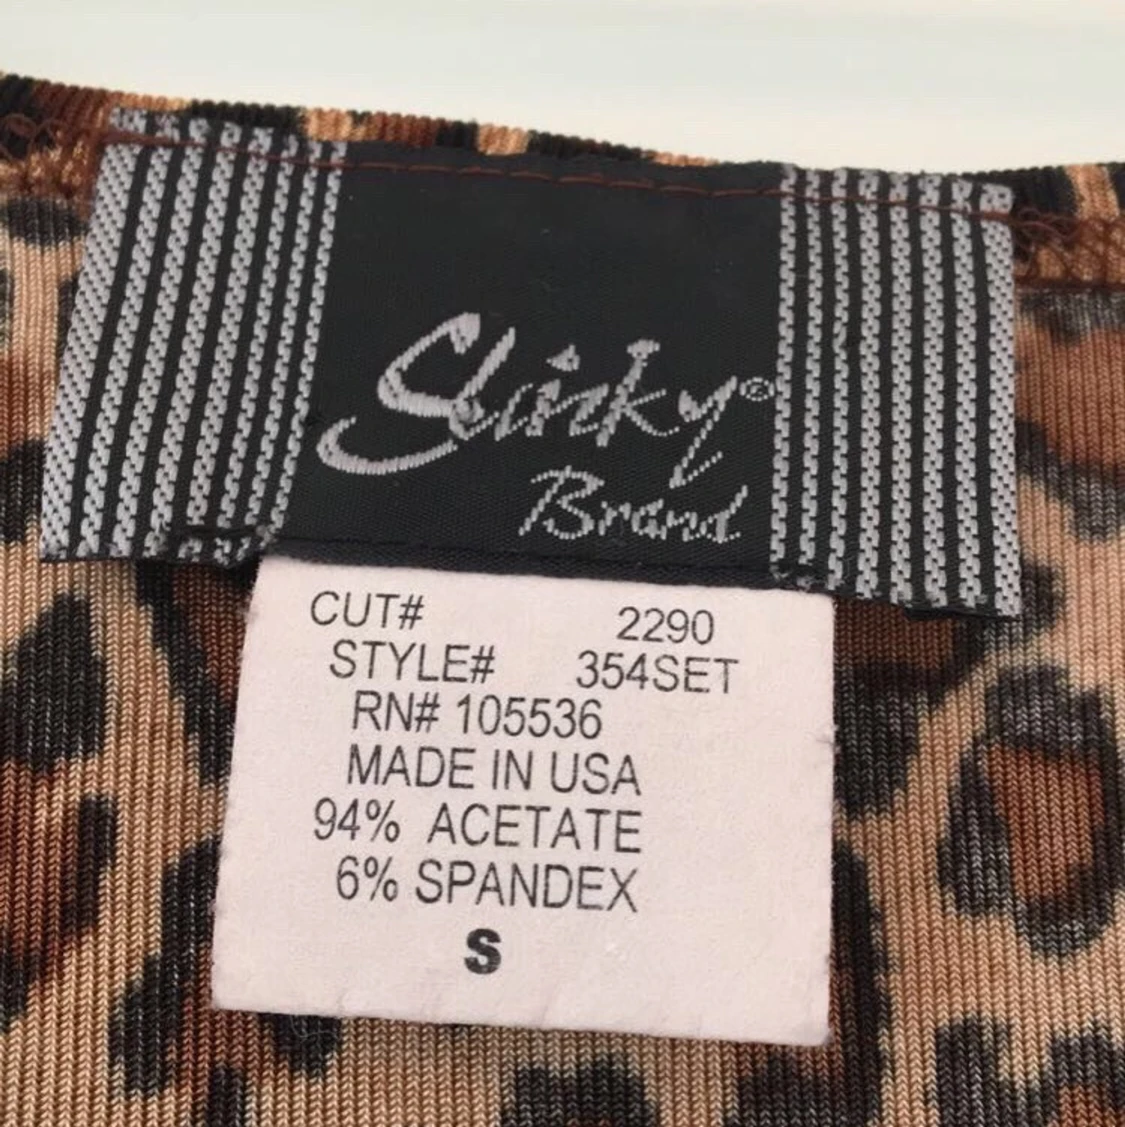 Slinky®
Brand
CUT# 2290
STYLE# 354SET
RN# 105536
MADE IN USA
94% ACETATE
6% SPANDEX
S